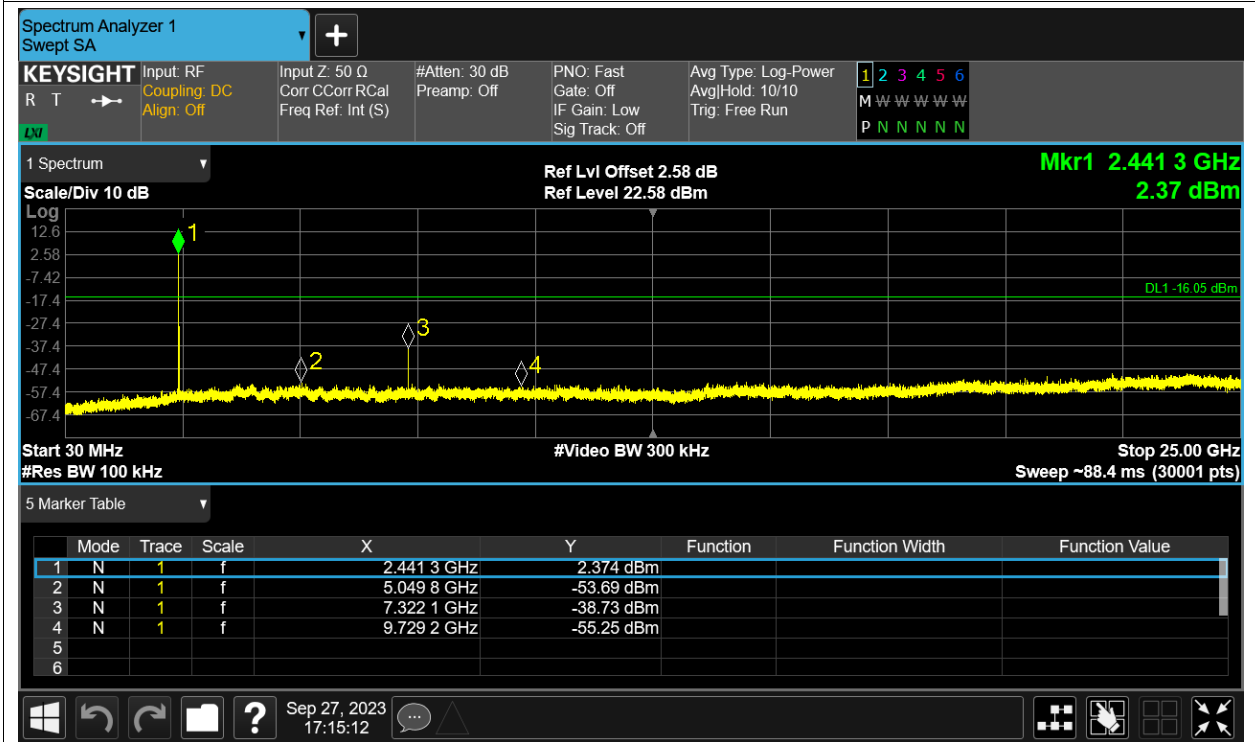 Spectrum Analyzer 1
Swept SA
KEYSIGHT
R T
LXI
Input: RF
Coupling: DC
Align: Off
Input Z: 50 Ω
Corr CCorr RCal
Freq Ref: Int (S)
#Atten: 30 dB
Preamp: Off
PNO: Fast
Gate: Off
IF Gain: Low
Sig Track: Off
Avg Type: Log-Power
Avg|Hold: 10/10
Trig: Free Run
1 2 3 4 5 6
M W W W W W
P N N N N N
1 Spectrum
Scale/Div 10 dB
Ref Lvl Offset 2.58 dB
Ref Level 22.58 dBm
Mkr1 2.441 3 GHz
2.37 dBm
Log
12.6
2.58
-7.42
-17.4
-27.4
-37.4
-47.4
-57.4
-67.4
1
2
3
4
DL1 -16.05 dBm
Start 30 MHz
#Video BW 300 kHz
Stop 25.00 GHz
#Res BW 100 kHz
Sweep ~88.4 ms (30001 pts)
5 Marker Table
Mode Trace Scale X Y Function Function Width Function Value
1 N 1 f 2.441 3 GHz 2.374 dBm
2 N 1 f 5.049 8 GHz -53.69 dBm
3 N 1 f 7.322 1 GHz -38.73 dBm
4 N 1 f 9.729 2 GHz -55.25 dBm
5
6
?
Sep 27, 2023
17:15:12